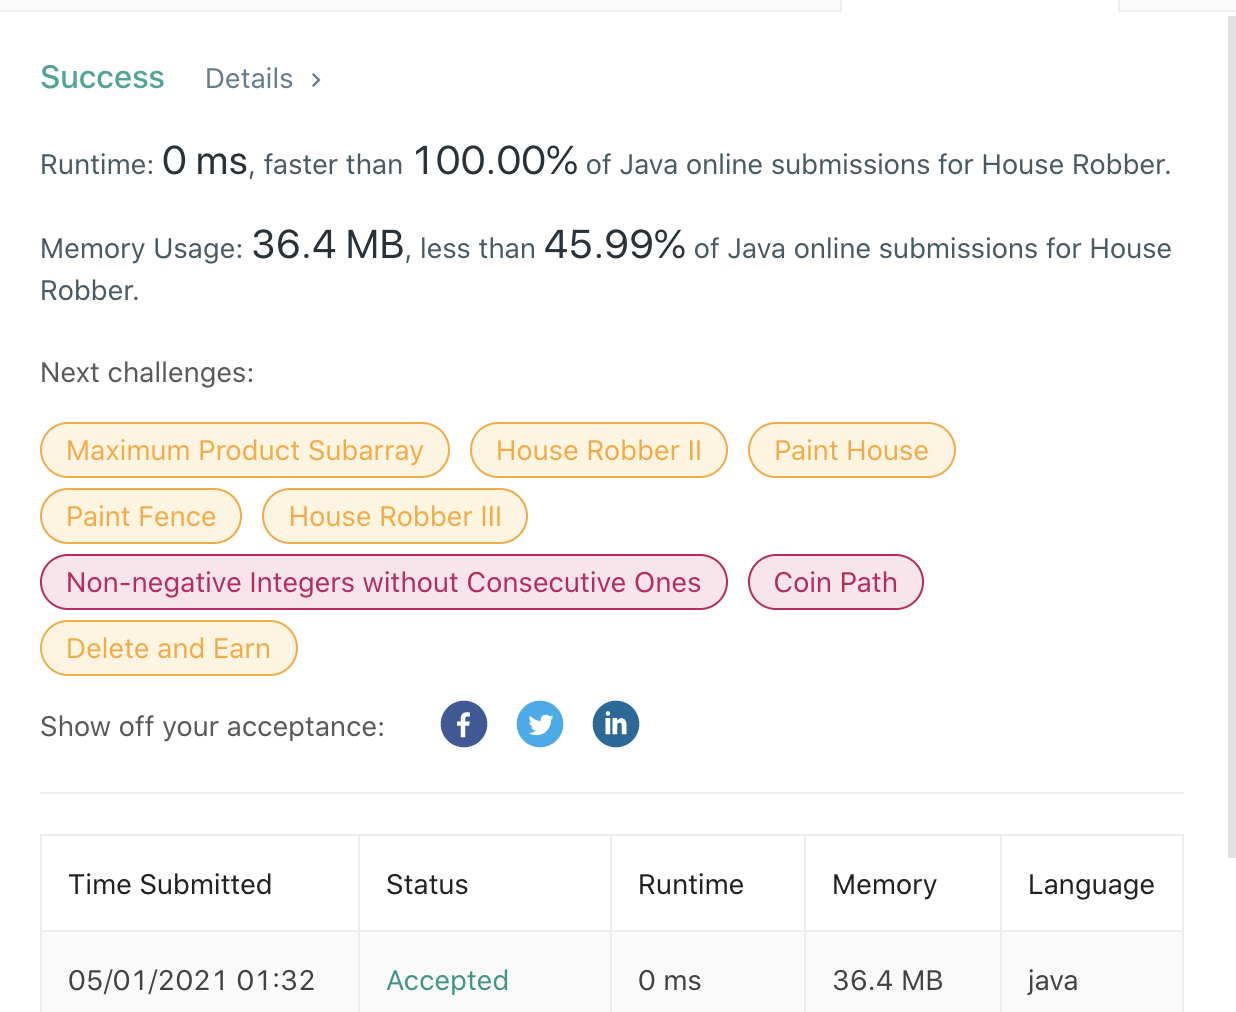 Success Details >
Runtime: 0 ms, faster than 100.00% of Java online submissions for House Robber.
Memory Usage: 36.4 MB, less than 45.99% of Java online submissions for House
Robber.
Next challenges:
Maximum Product Subarray House Robber II Paint House
Paint Fence House Robber III
Non-negative Integers without Consecutive Ones Coin Path
Delete and Earn
Show off your acceptance: f in
Time Submitted Status Runtime Memory Language
05/01/2021 01:32 Accepted 0 ms 36.4 MB java